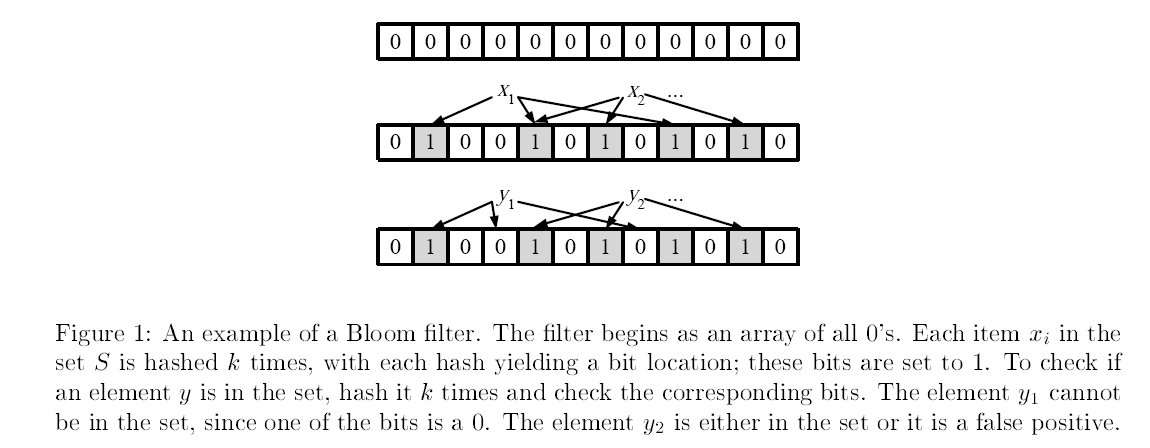 0 0 0 0 0 0 0 0 0 0 0 0
x1 x2 ...
0 1 0 0 1 0 1 0 1 0 1 0
y1 y2 ...
0 1 0 0 1 0 1 0 1 0 1 0
Figure 1: An example of a Bloom filter. The filter begins as an array of all 0's. Each item xi in the
set S is hashed k times, with each hash yielding a bit location; these bits are set to 1. To check if
an element y is in the set, hash it k times and check the corresponding bits. The element y1 cannot
be in the set, since one of the bits is a 0. The element y2 is either in the set or it is a false positive.